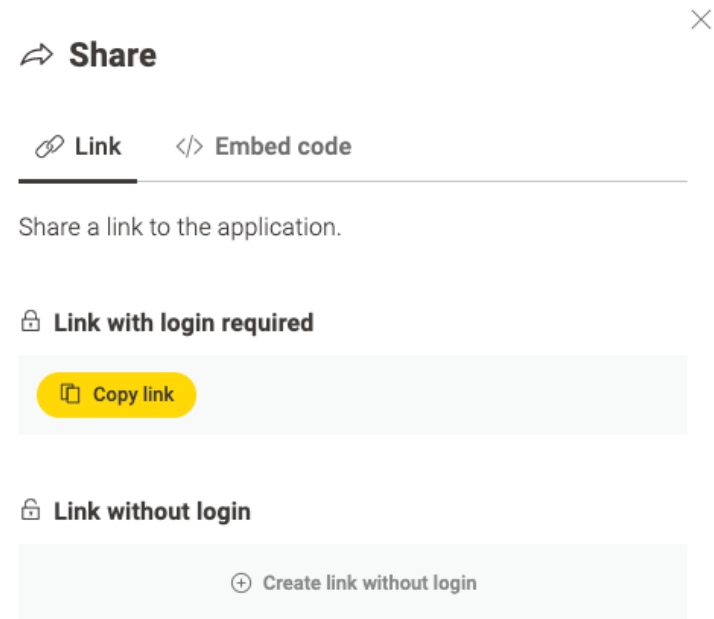 Share
Link
Embed code
Share a link to the application.
Link with login required
Copy link
Link without login
Create link without login